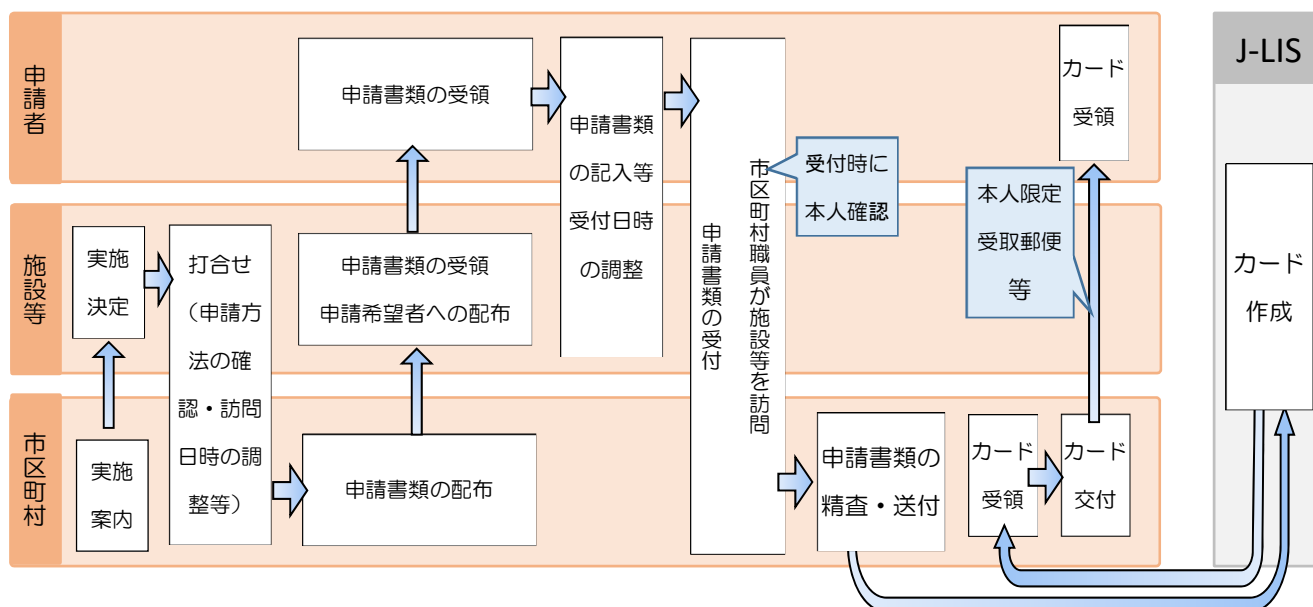 申請者
申請書類の受領
申請書類
の記入等
受付日時
の調整
市区町村職員が施設等を訪問
申請書類の受付
受付時に
本人確認
カード
受領
本人限定
受取郵便
等
J-LIS
カード
作成
施設等
実施
決定
打合せ
（申請方
法の確
認・訪問
日時の調
整等）
申請書類の受領
申請希望者への配布
市区町村
実施
案内
申請書類の配布
申請書類の
精査・送付
カード
受領
カード
交付